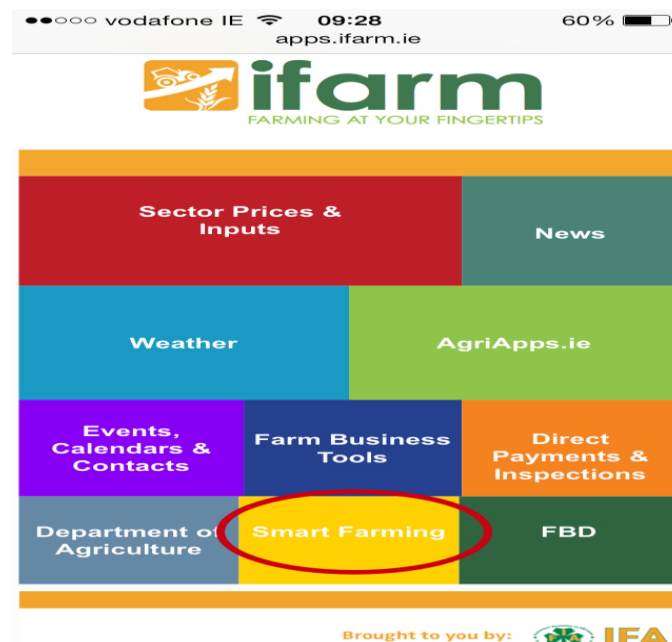 vodafone IE 09:28 60%
apps.ifarm.ie
ifarm
FARMING AT YOUR FINGERTIPS
Sector Prices &
Inputs
News
Weather
AgriApps.ie
Events,
Calendars &
Contacts
Farm Business
Tools
Direct
Payments &
Inspections
Department of
Agriculture
Smart Farming
FBD
Brought to you by:
IFA